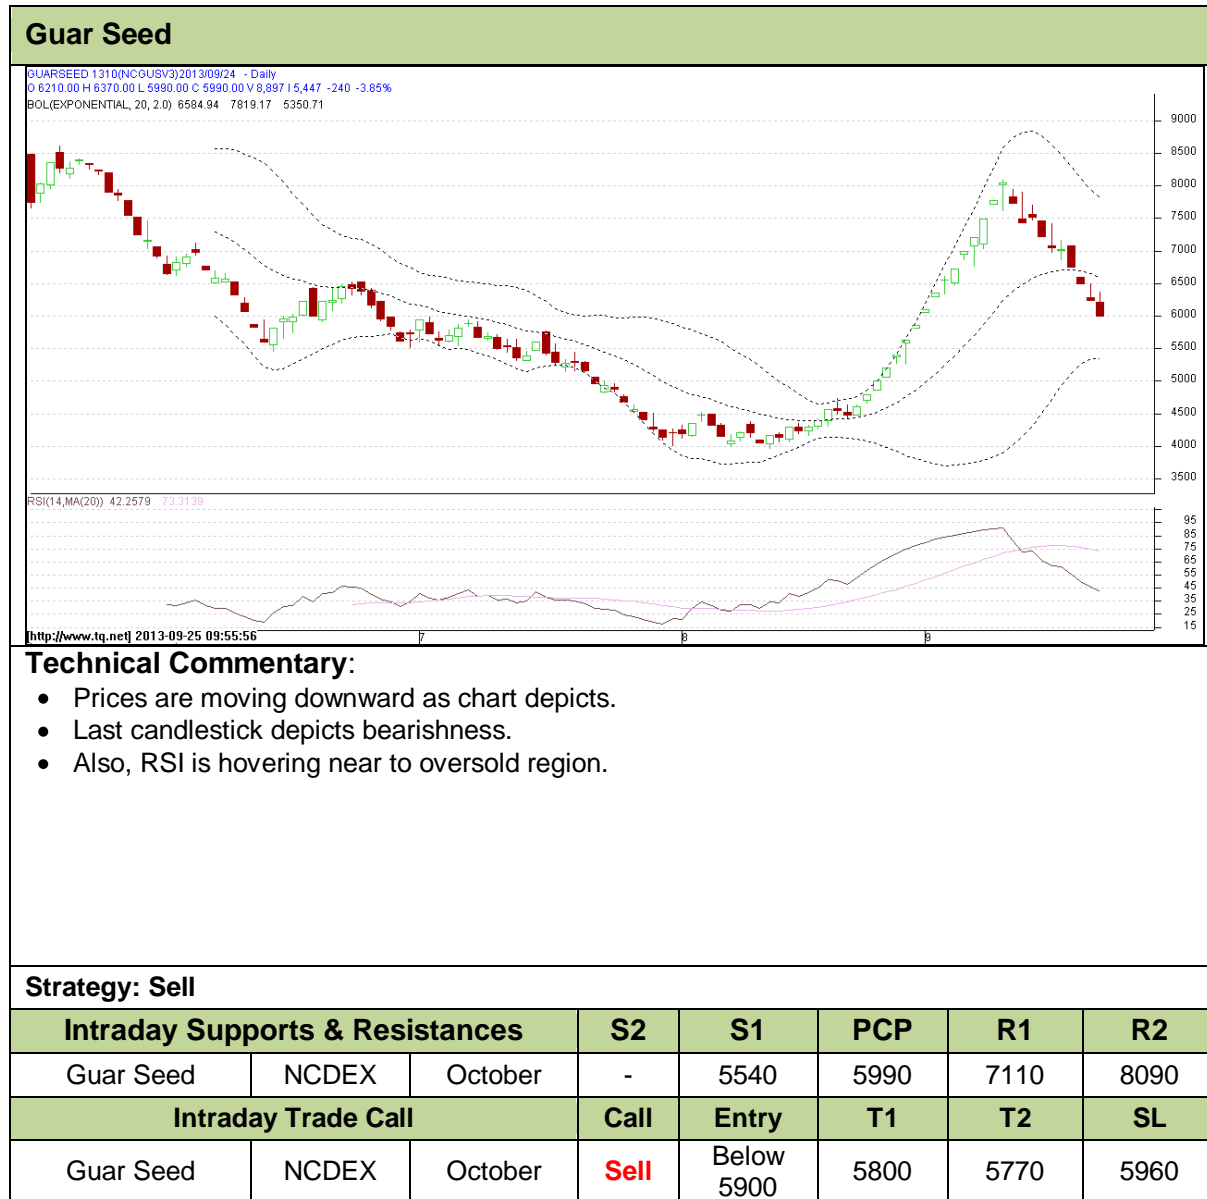 Guar Seed
GUARSEED 1310(NCGUSV3)2013/09/24 - Daily
O 6210.00 H 6370.00 L 5990.00 C 5990.00 V 8,897 I 5,447 -240 -3.85%
BOL(EXPONENTIAL, 20, 2.0) 6584.94 7819.17 5350.71
9000
8500
8000
7500
7000
6500
6000
5500
5000
4500
4000
3500
RSI(14,MA(20)) 42.2579 73.3139
95
85
75
65
55
45
35
25
15
[http://www.tq.net] 2013-09-25 09:55:56 7 8 9
Technical Commentary:
• Prices are moving downward as chart depicts.
• Last candlestick depicts bearishness.
• Also, RSI is hovering near to oversold region.
Strategy: Sell
Intraday Supports & Resistances S2 S1 PCP R1 R2
Guar Seed NCDEX October - 5540 5990 7110 8090
Intraday Trade Call Call Entry T1 T2 SL
Guar Seed NCDEX October Sell Below 5800 5770 5960
5900